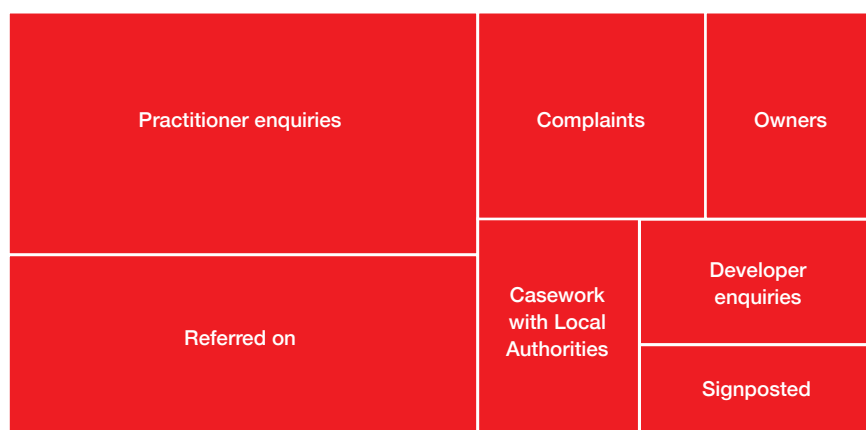 Practitioner enquiries
Complaints
Owners
Referred on
Casework
with Local
Authorities
Developer
enquiries
Signposted